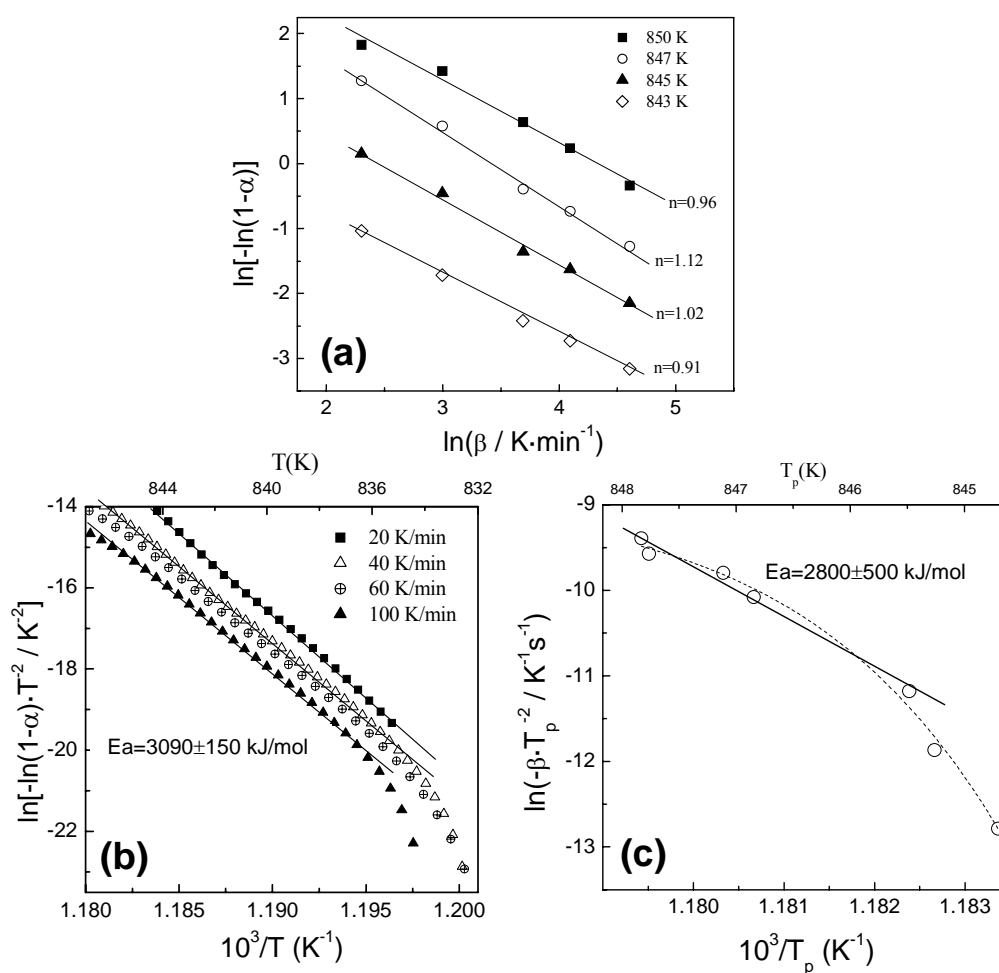 2
1
0
-1
-2
-3
ln[-ln(1-α)]
850 K
847 K
845 K
843 K
n=0.96
n=1.12
n=1.02
n=0.91
(a)
2 3 4 5
ln(β / K·min⁻¹)
T(K)
844 840 836 832
-14
-16
-18
-20
-22
ln[-ln(1-α)·T⁻² / K⁻²]
20 K/min
40 K/min
60 K/min
100 K/min
Ea=3090±150 kJ/mol
(b)
1.180 1.185 1.190 1.195 1.200
10³/T (K⁻¹)
Tₚ(K)
848 847 846 845
-9
-10
-11
-12
-13
ln(-β·Tₚ⁻² / K⁻¹s⁻¹)
Ea=2800±500 kJ/mol
(c)
1.180 1.181 1.182 1.183
10³/Tₚ (K⁻¹)